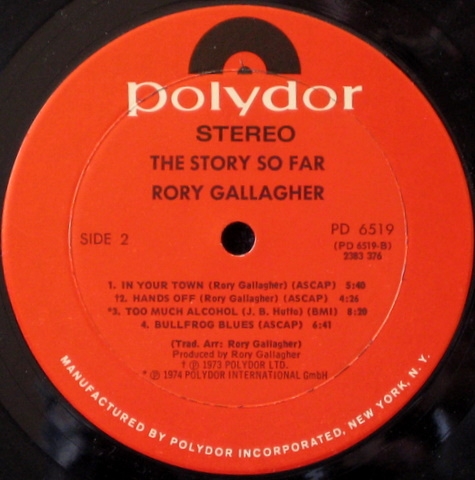 polydor
STEREO
THE STORY SO FAR
RORY GALLAGHER
SIDE 2
PD 6519
(PD 6519-B)
2383 376
1. IN YOUR TOWN (Rory Gallagher) (ASCAP) 5:40
†2. HANDS OFF (Rory Gallagher) (ASCAP) 4:26
*3. TOO MUCH ALCOHOL (J. B. Hutto) (BMI) 8:20
4. BULLFROG BLUES (ASCAP) 6:41
(Trad. Arr: Rory Gallagher)
Produced by Rory Gallagher
† ℗ 1973 POLYDOR LTD.
* ℗ 1974 POLYDOR INTERNATIONAL GmbH
MANUFACTURED BY POLYDOR INCORPORATED, NEW YORK, N. Y.